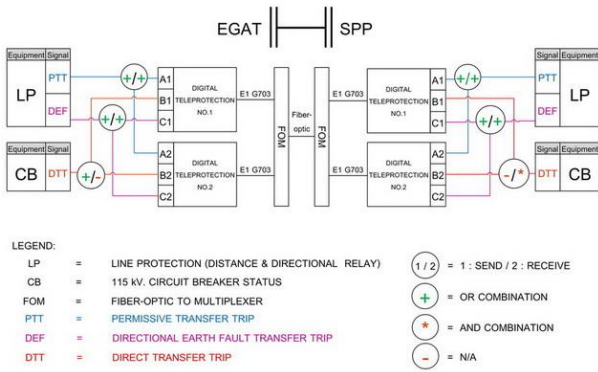 EGAT SPP
Equipment Signal
LP PTT
DEF
Equipment Signal
CB DTT
+/+
+/+
+/-
A1
B1
C1
DIGITAL
TELEPROTECTION
NO.1
A2
B2
C2
DIGITAL
TELEPROTECTION
NO.2
E1 G703
E1 G703
FOM
Fiber-
optic
FOM
E1 G703
E1 G703
DIGITAL
TELEPROTECTION
NO.1
A1
B1
C1
DIGITAL
TELEPROTECTION
NO.2
A2
B2
C2
+/+
+/+
-/*
Signal Equipment
PTT LP
DEF
Signal Equipment
DTT CB
LEGEND:
LP = LINE PROTECTION (DISTANCE & DIRECTIONAL RELAY)
CB = 115 kV. CIRCUIT BREAKER STATUS
FOM = FIBER-OPTIC TO MULTIPLEXER
PTT = PERMISSIVE TRANSFER TRIP
DEF = DIRECTIONAL EARTH FAULT TRANSFER TRIP
DTT = DIRECT TRANSFER TRIP
1 / 2 = 1 : SEND / 2 : RECEIVE
+ = OR COMBINATION
* = AND COMBINATION
- = N/A